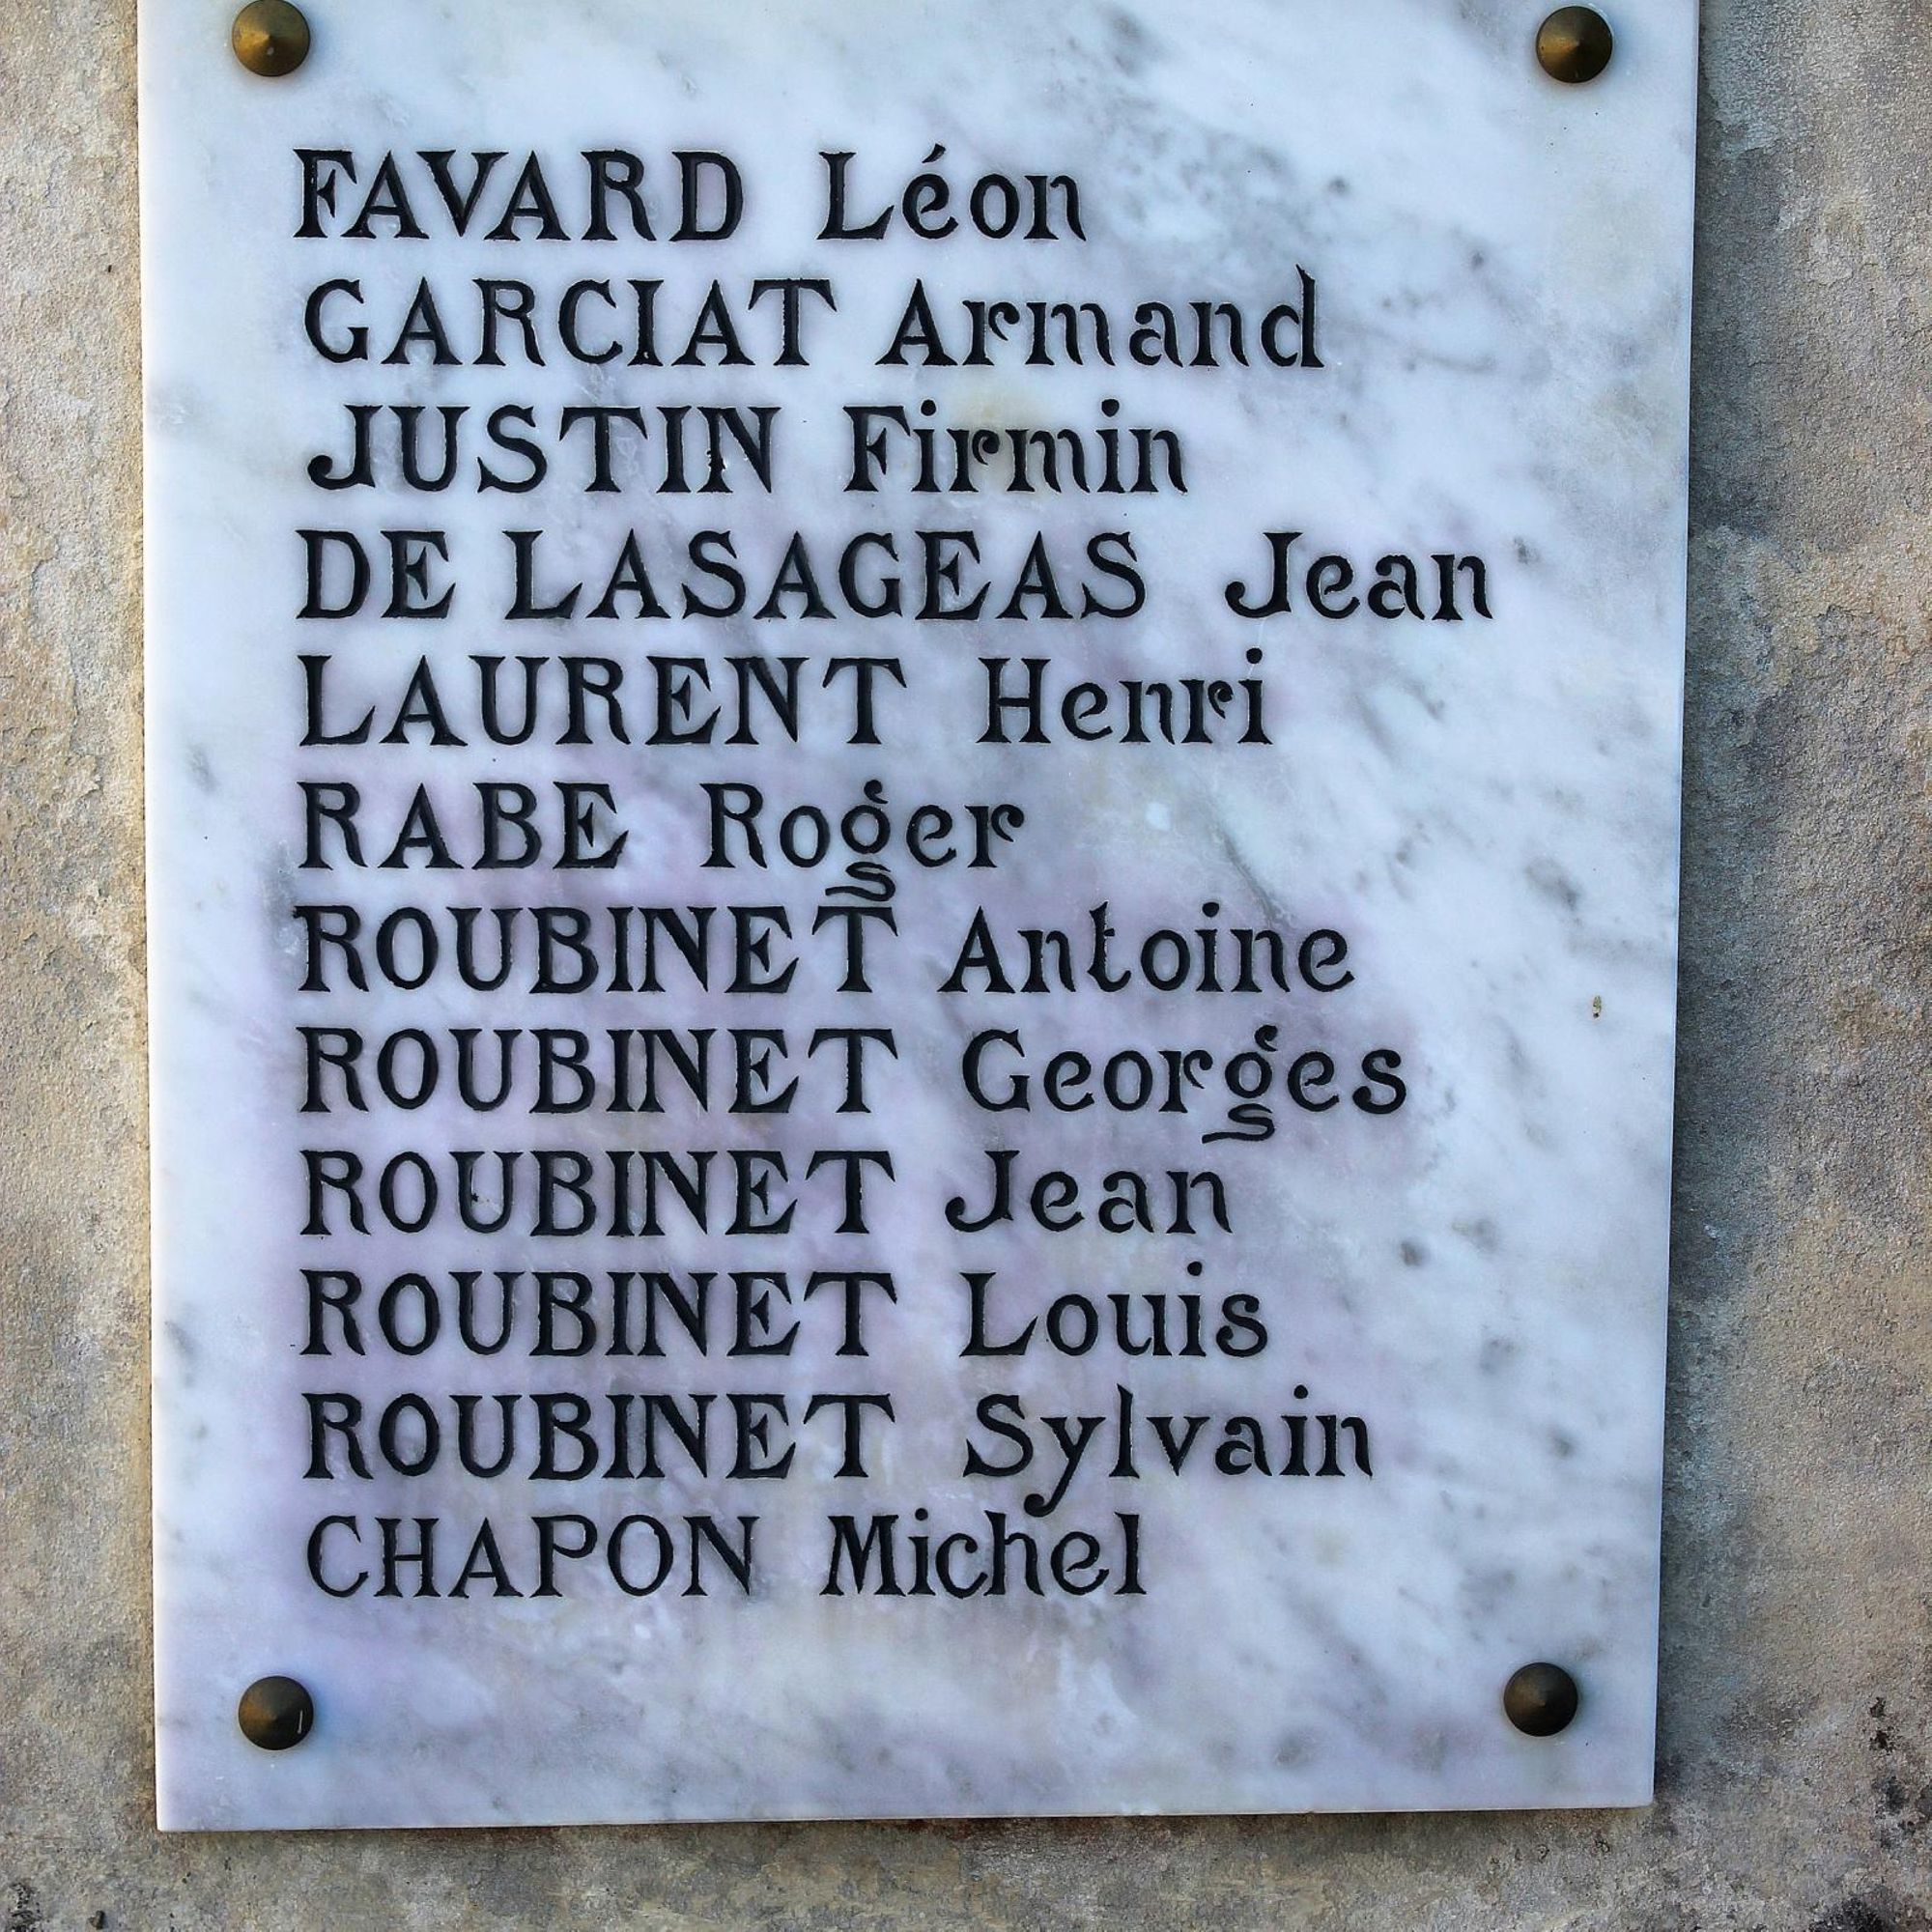 FAVARD Léon
GARCIAT Armand
JUSTIN Firmin
DE LASAGEAS Jean
LAURENT Henri
RABE Roger
ROUBINET Antoine
ROUBINET Georges
ROUBINET Jean
ROUBINET Louis
ROUBINET Sylvain
CHAPON Michel